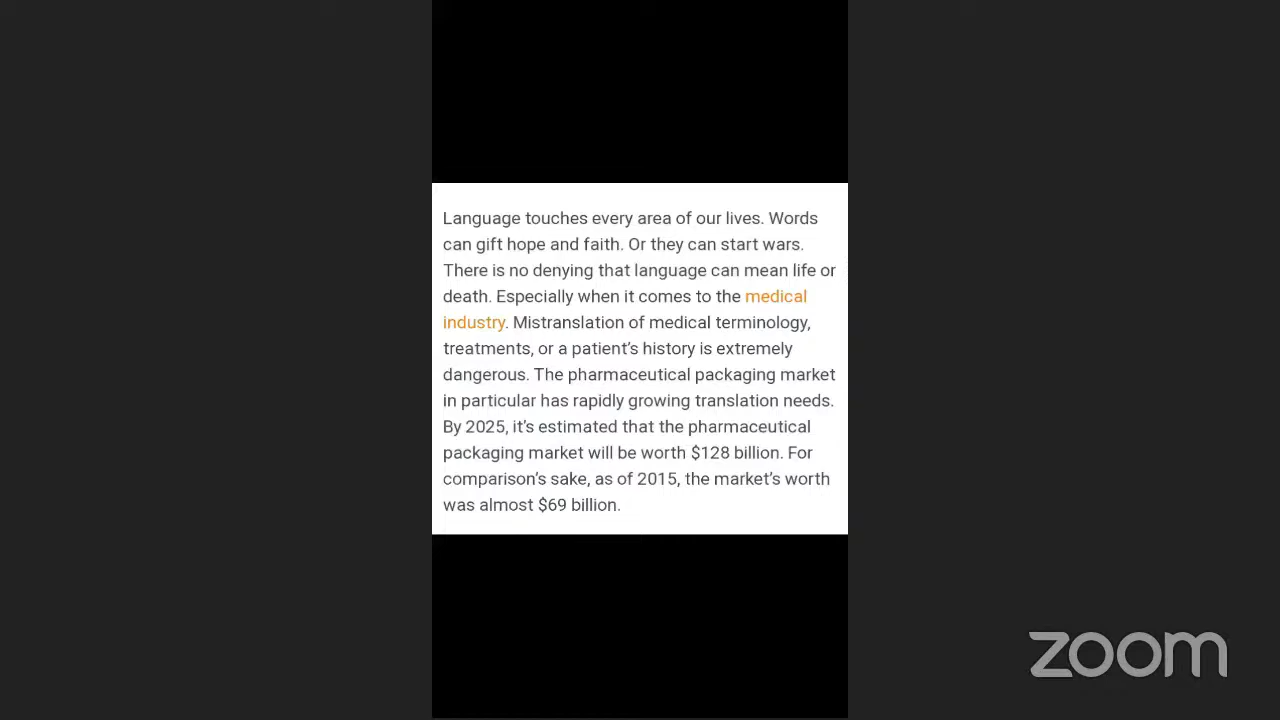 Language touches every area of our lives. Words
can gift hope and faith. Or they can start wars.
There is no denying that language can mean life or
death. Especially when it comes to the medical
industry. Mistranslation of medical terminology,
treatments, or a patient’s history is extremely
dangerous. The pharmaceutical packaging market
in particular has rapidly growing translation needs.
By 2025, it’s estimated that the pharmaceutical
packaging market will be worth $128 billion. For
comparison’s sake, as of 2015, the market’s worth
was almost $69 billion.
zoom